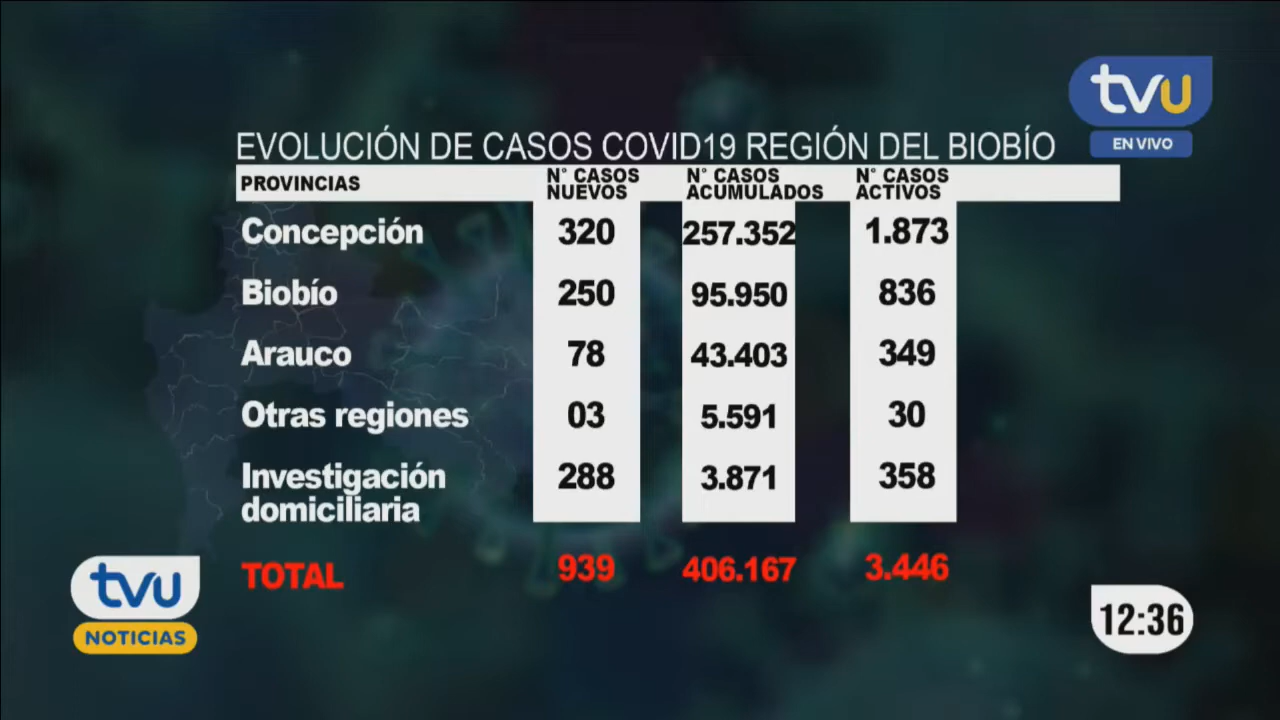 tvu
EN VIVO
EVOLUCIÓN DE CASOS COVID19 REGIÓN DEL BIOBÍO
PROVINCIAS N° CASOS NUEVOS N° CASOS ACUMULADOS N° CASOS ACTIVOS
Concepción 320 257.352 1.873
Biobío 250 95.950 836
Arauco 78 43.403 349
Otras regiones 03 5.591 30
Investigación domiciliaria 288 3.871 358
TOTAL 939 406.167 3.446
tvu
NOTICIAS
12:36